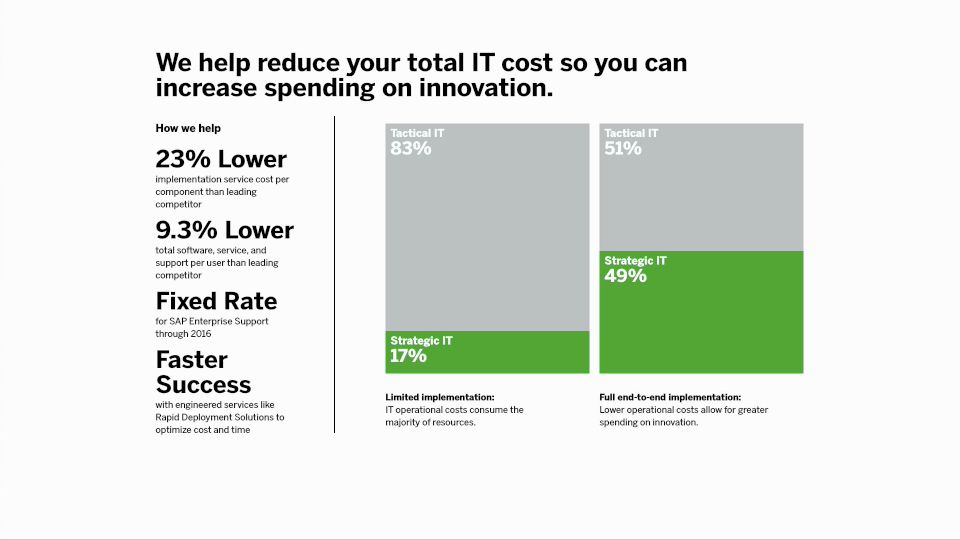 We help reduce your total IT cost so you can
increase spending on innovation.
How we help
23% Lower
implementation service cost per
component than leading
competitor
9.3% Lower
total software, service, and
support per user than leading
competitor
Fixed Rate
for SAP Enterprise Support
through 2016
Faster
Success
with engineered services like
Rapid Deployment Solutions to
optimize cost and time
Tactical IT
83%
Strategic IT
17%
Limited implementation:
IT operational costs consume the
majority of resources.
Tactical IT
51%
Strategic IT
49%
Full end-to-end implementation:
Lower operational costs allow for greater
spending on innovation.